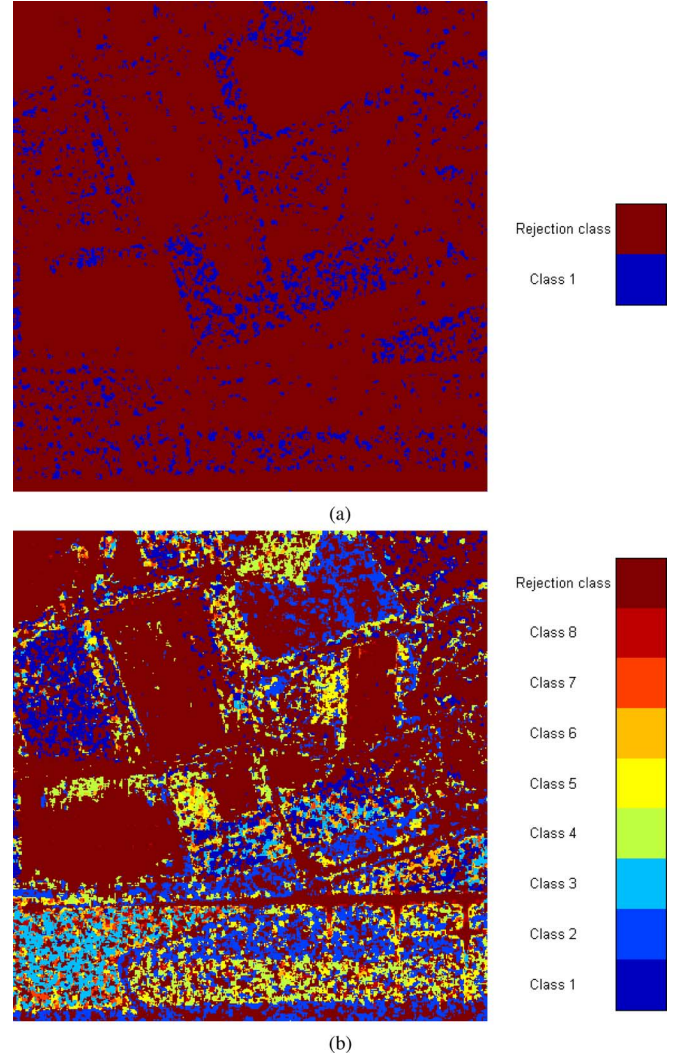 Rejection class
Class 1
(a)
Rejection class
Class 8
Class 7
Class 6
Class 5
Class 4
Class 3
Class 2
Class 1
(b)